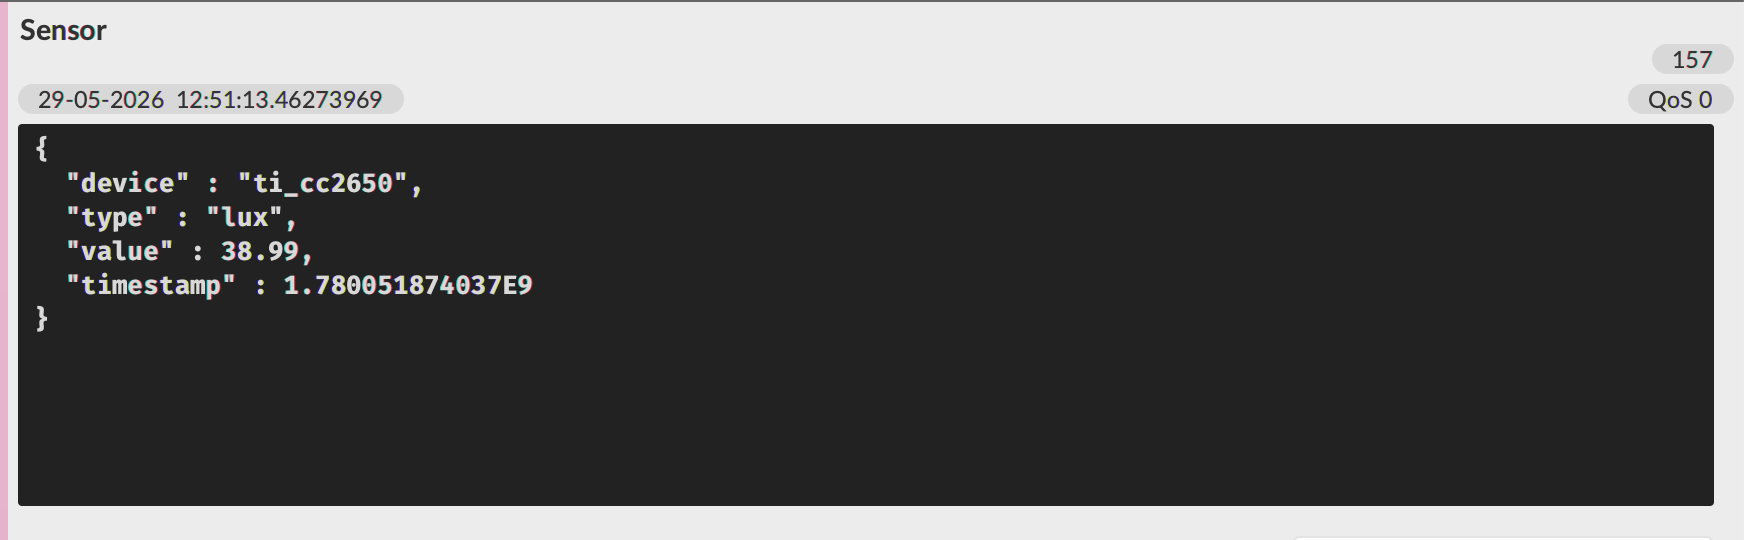 Sensor
157
29-05-2026 12:51:13.46273969
QoS 0
{
"device" : "ti_cc2650",
"type" : "lux",
"value" : 38.99,
"timestamp" : 1.780051874037E9
}